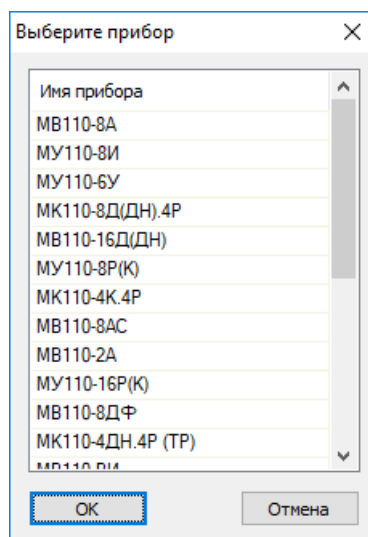 Выберите прибор
Имя прибора
МВ110-8А
МУ110-8И
МУ110-6У
МК110-8Д(ДН).4Р
МВ110-16Д(ДН)
МУ110-8Р(К)
МК110-4К.4Р
МВ110-8АС
МВ110-2А
МУ110-16Р(К)
МВ110-8ДФ
МК110-4ДН.4Р (ТР)
ОК
Отмена